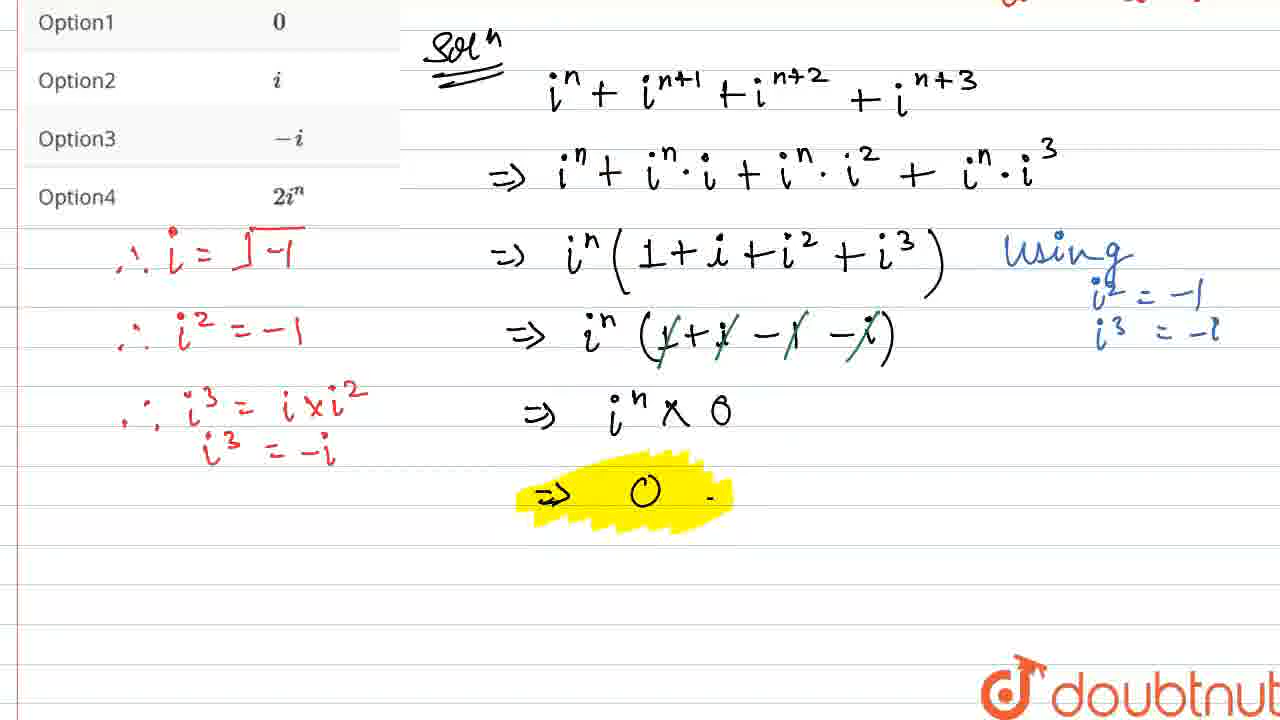 Option1 0
Option2 i
Option3 −i
Option4 2iⁿ
∴ i = √-1
∴ i² = -1
∴ i³ = i × i²
i³ = -i
Solⁿ
iⁿ + iⁿ⁺¹ + iⁿ⁺² + iⁿ⁺³
⇒ iⁿ + iⁿ · i + iⁿ · i² + iⁿ · i³
⇒ iⁿ (1 + i + i² + i³)
⇒ iⁿ (1 + i - 1 - i)
⇒ iⁿ × 0
⇒ 0 .
Using
i² = -1
i³ = -i
doubtnut